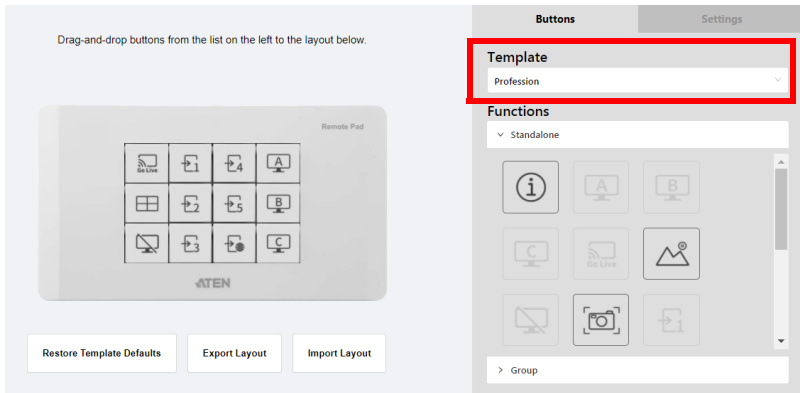 Buttons
Settings
Drag-and-drop buttons from the list on the left to the layout below.
Template
Profession
Functions
Standalone
Remote Pad
Go Live
1
4
A
2
5
B
3
C
ATEN
A
B
C
Go Live
1
Restore Template Defaults
Export Layout
Import Layout
Group